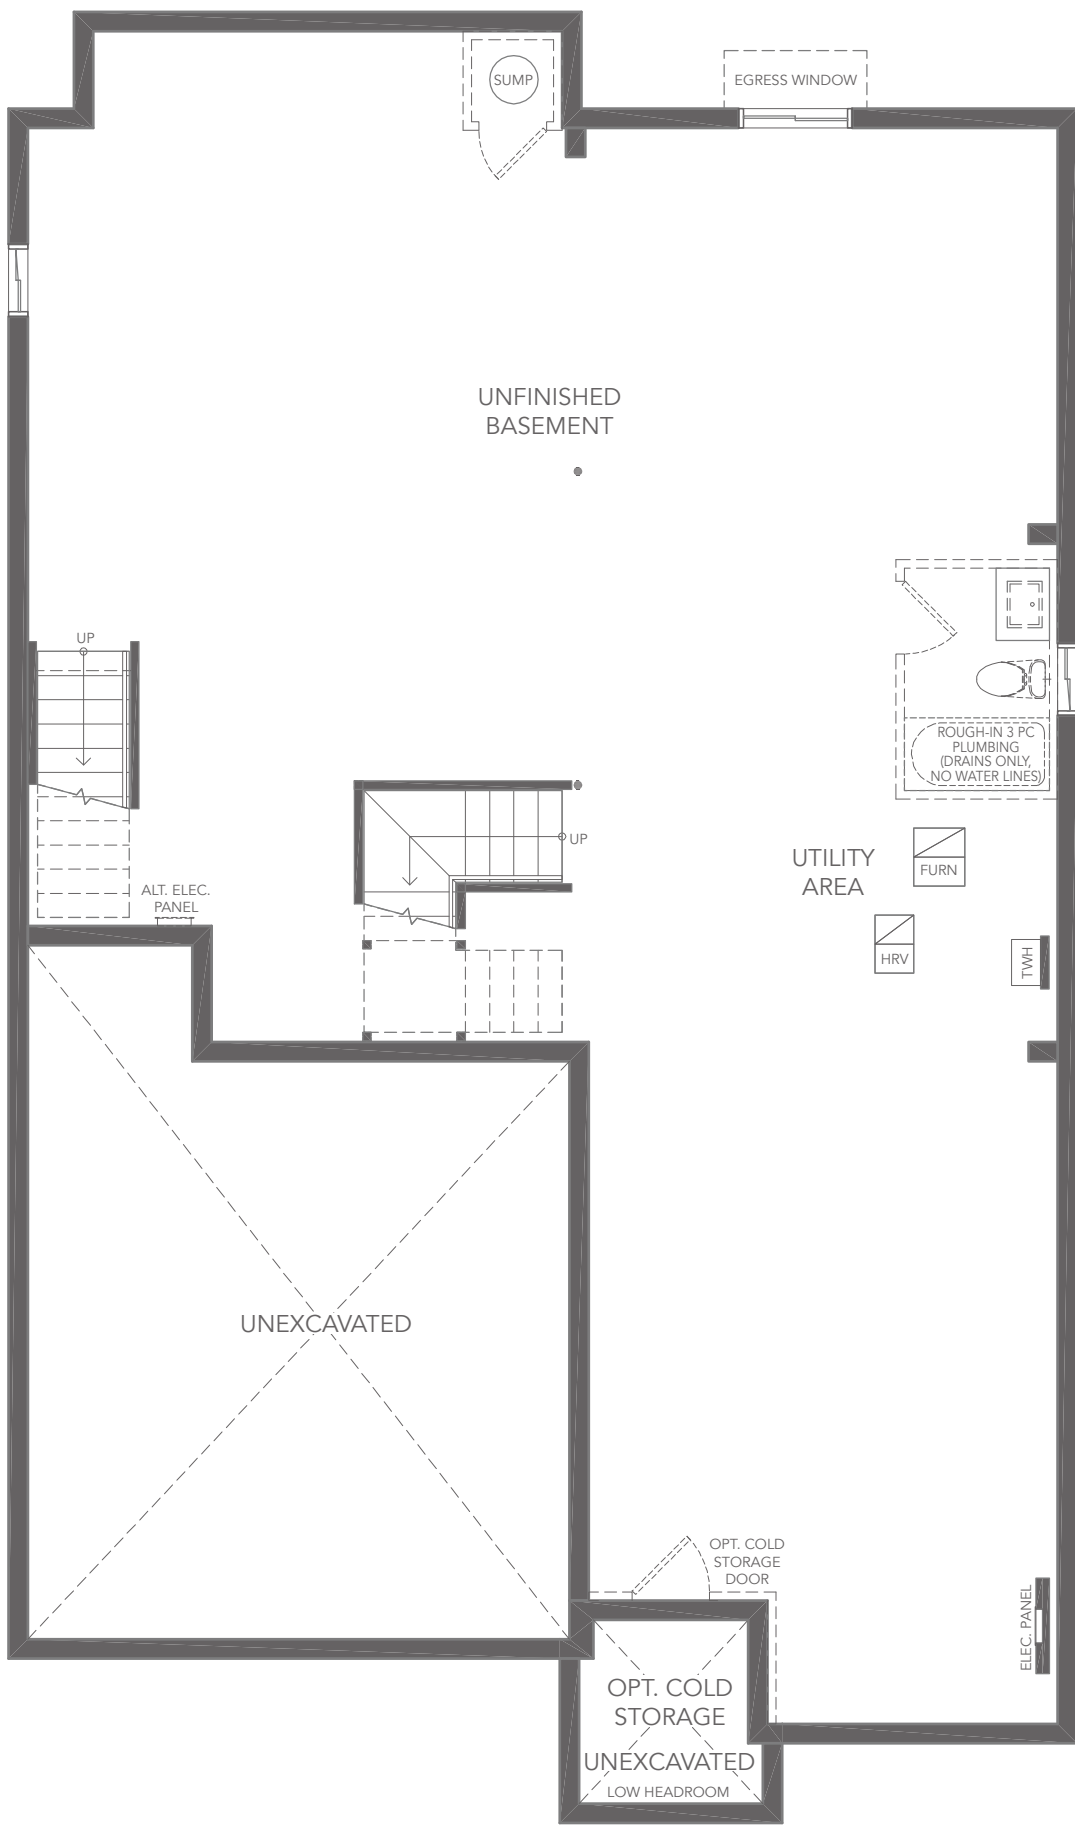 SUMP
EGRESS WINDOW
UNFINISHED
BASEMENT
UP
ROUGH-IN 3 PC
PLUMBING
(DRAINS ONLY,
NO WATER LINES)
UP
UTILITY
AREA
FURN
ALT. ELEC.
PANEL
HRV
TWH
UNEXCAVATED
OPT. COLD
STORAGE
DOOR
ELEC. PANEL
OPT. COLD
STORAGE
UNEXCAVATED
LOW HEADROOM